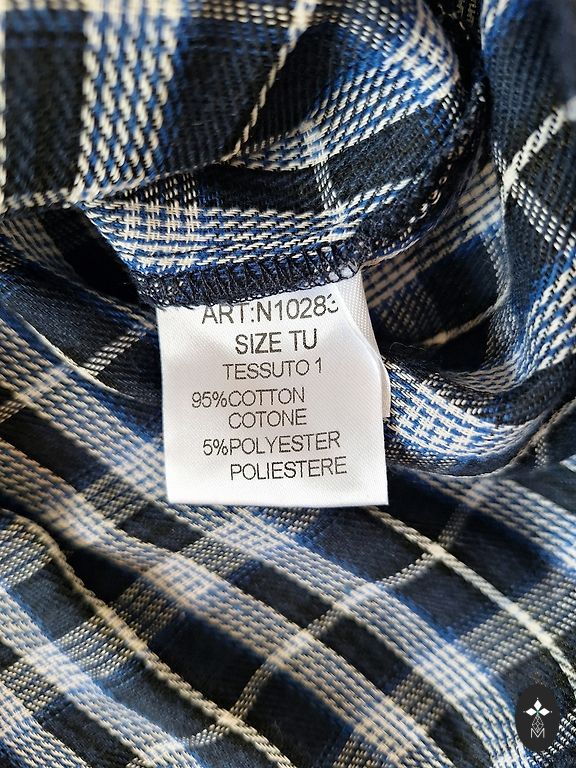 ART:N10283
SIZE TU
TESSUTO 1
95%COTTON
COTONE
5%POLYESTER
POLIESTERE
M